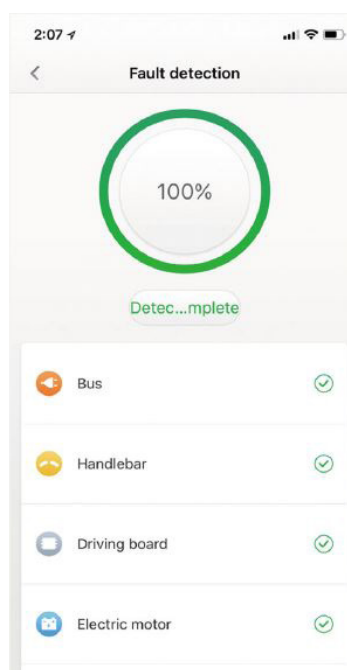 2:07
Fault detection
100%
Detec...mplete
Bus
Handlebar
Driving board
Electric motor